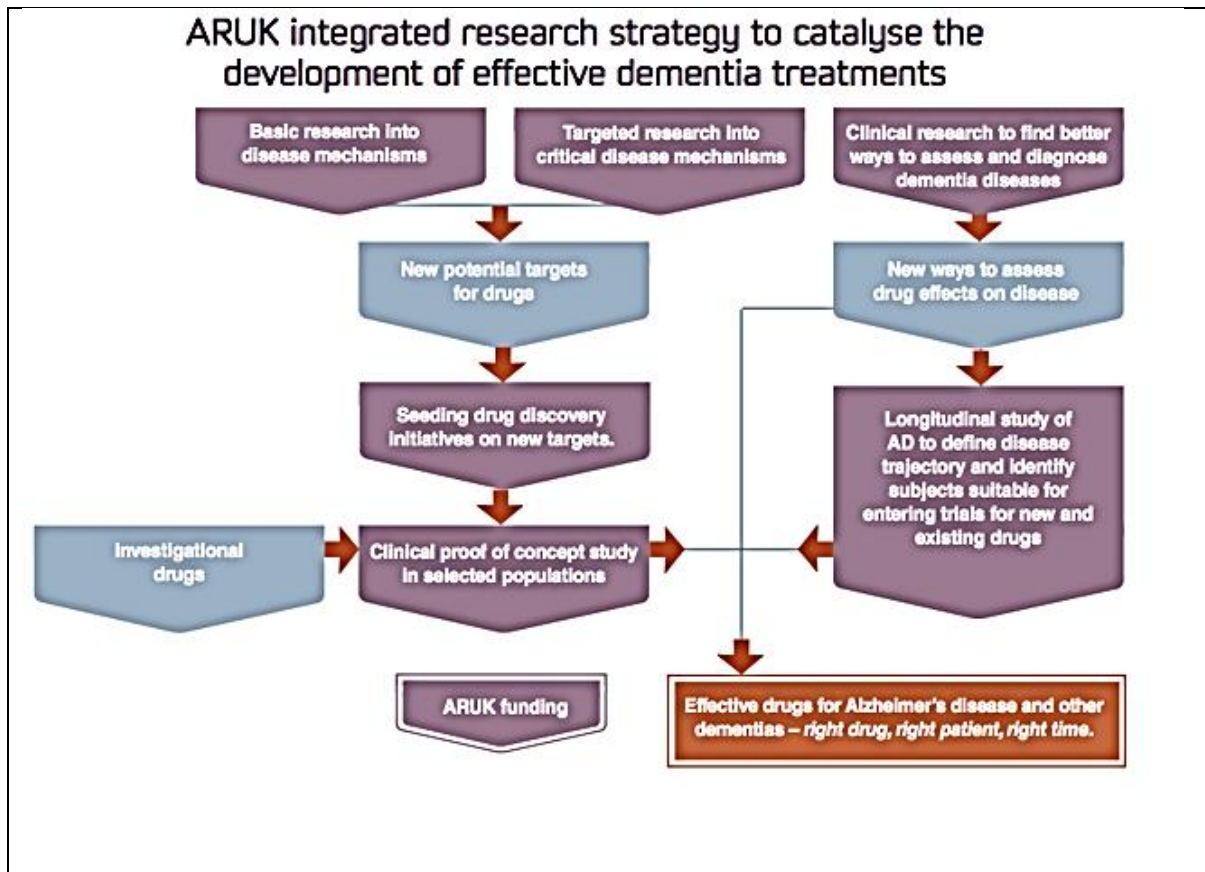 ARUK integrated research strategy to catalyse the
development of effective dementia treatments
Basic research into
disease mechanisms
Targeted research into
critical disease mechanisms
Clinical research to find better
ways to assess and diagnose
dementia diseases
New potential targets
for drugs
New ways to assess
drug effects on disease
Seeding drug discovery
initiatives on new targets.
Longitudinal study of
AD to define disease
trajectory and identify
subjects suitable for
entering trials for new and
existing drugs
Investigational
drugs
Clinical proof of concept study
in selected populations
ARUK funding
Effective drugs for Alzheimer's disease and other
dementias – right drug, right patient, right time.